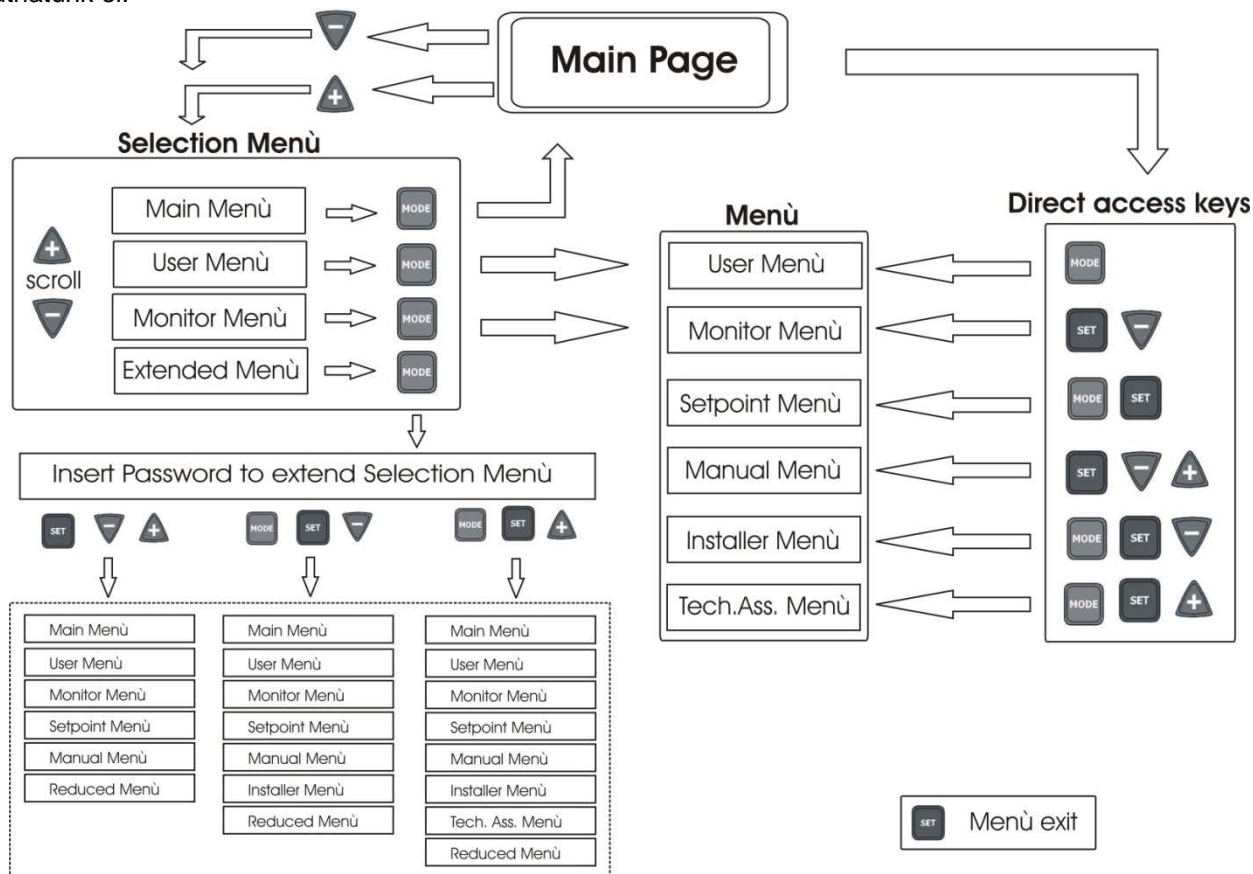 Main Page
Selection Menù
Main Menù
MODE
User Menù
MODE
scroll
Monitor Menù
MODE
Extended Menù
MODE
Insert Password to extend Selection Menù
SET
MODE SET
MODE SET
Main Menù
User Menù
Monitor Menù
Setpoint Menù
Manual Menù
Reduced Menù
Main Menù
User Menù
Monitor Menù
Setpoint Menù
Manual Menù
Installer Menù
Reduced Menù
Main Menù
User Menù
Monitor Menù
Setpoint Menù
Manual Menù
Installer Menù
Tech. Ass. Menù
Reduced Menù
Menù
User Menù
Monitor Menù
Setpoint Menù
Manual Menù
Installer Menù
Tech.Ass. Menù
Direct access keys
MODE
SET
MODE SET
SET
MODE SET
MODE SET
SET Menù exit